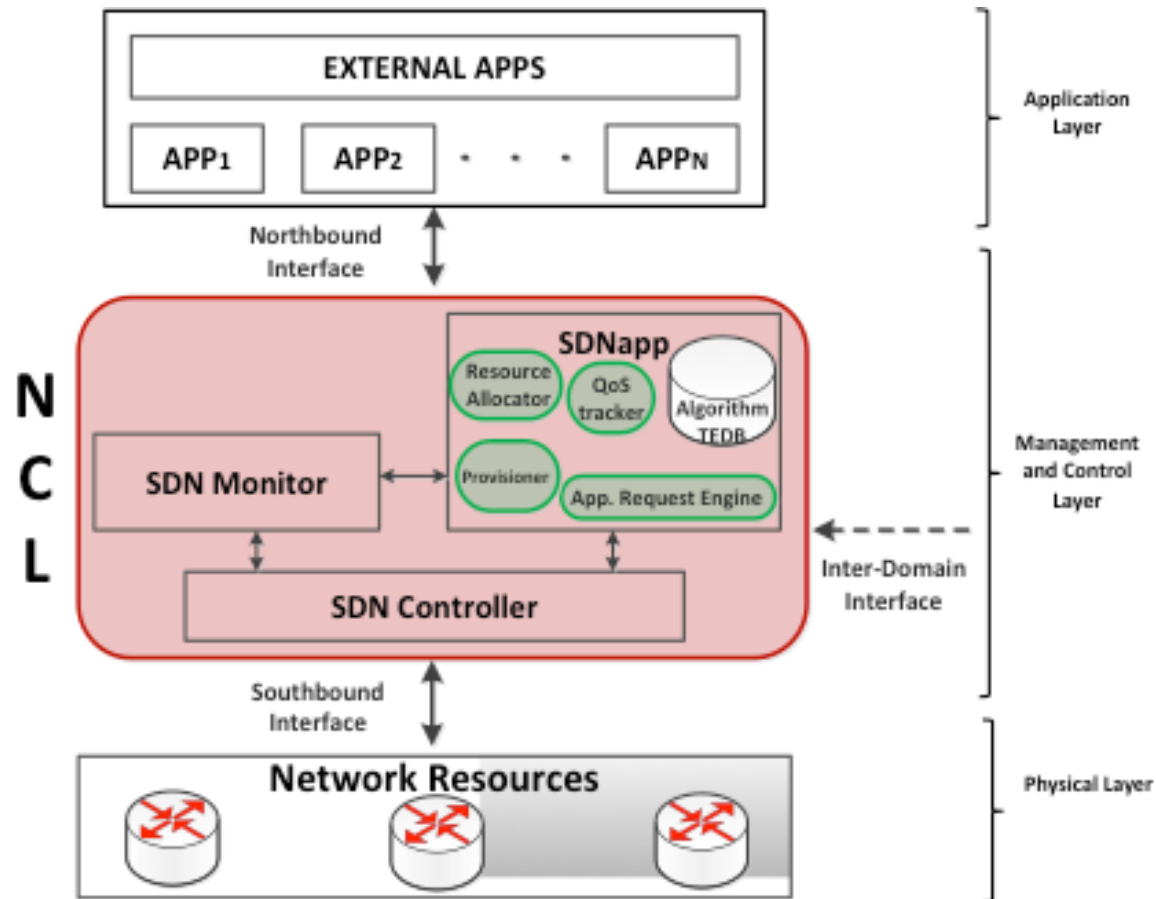 EXTERNAL APPS
APP1
APP2
. . .
APPN
Application
Layer
Northbound
Interface
N
C
L
SDNapp
Resource
Allocator
QoS
tracker
Algorithm
TEDB
Provisioner
App. Request Engine
SDN Monitor
SDN Controller
Management
and Control
Layer
Inter-Domain
Interface
Southbound
Interface
Network Resources
Physical Layer